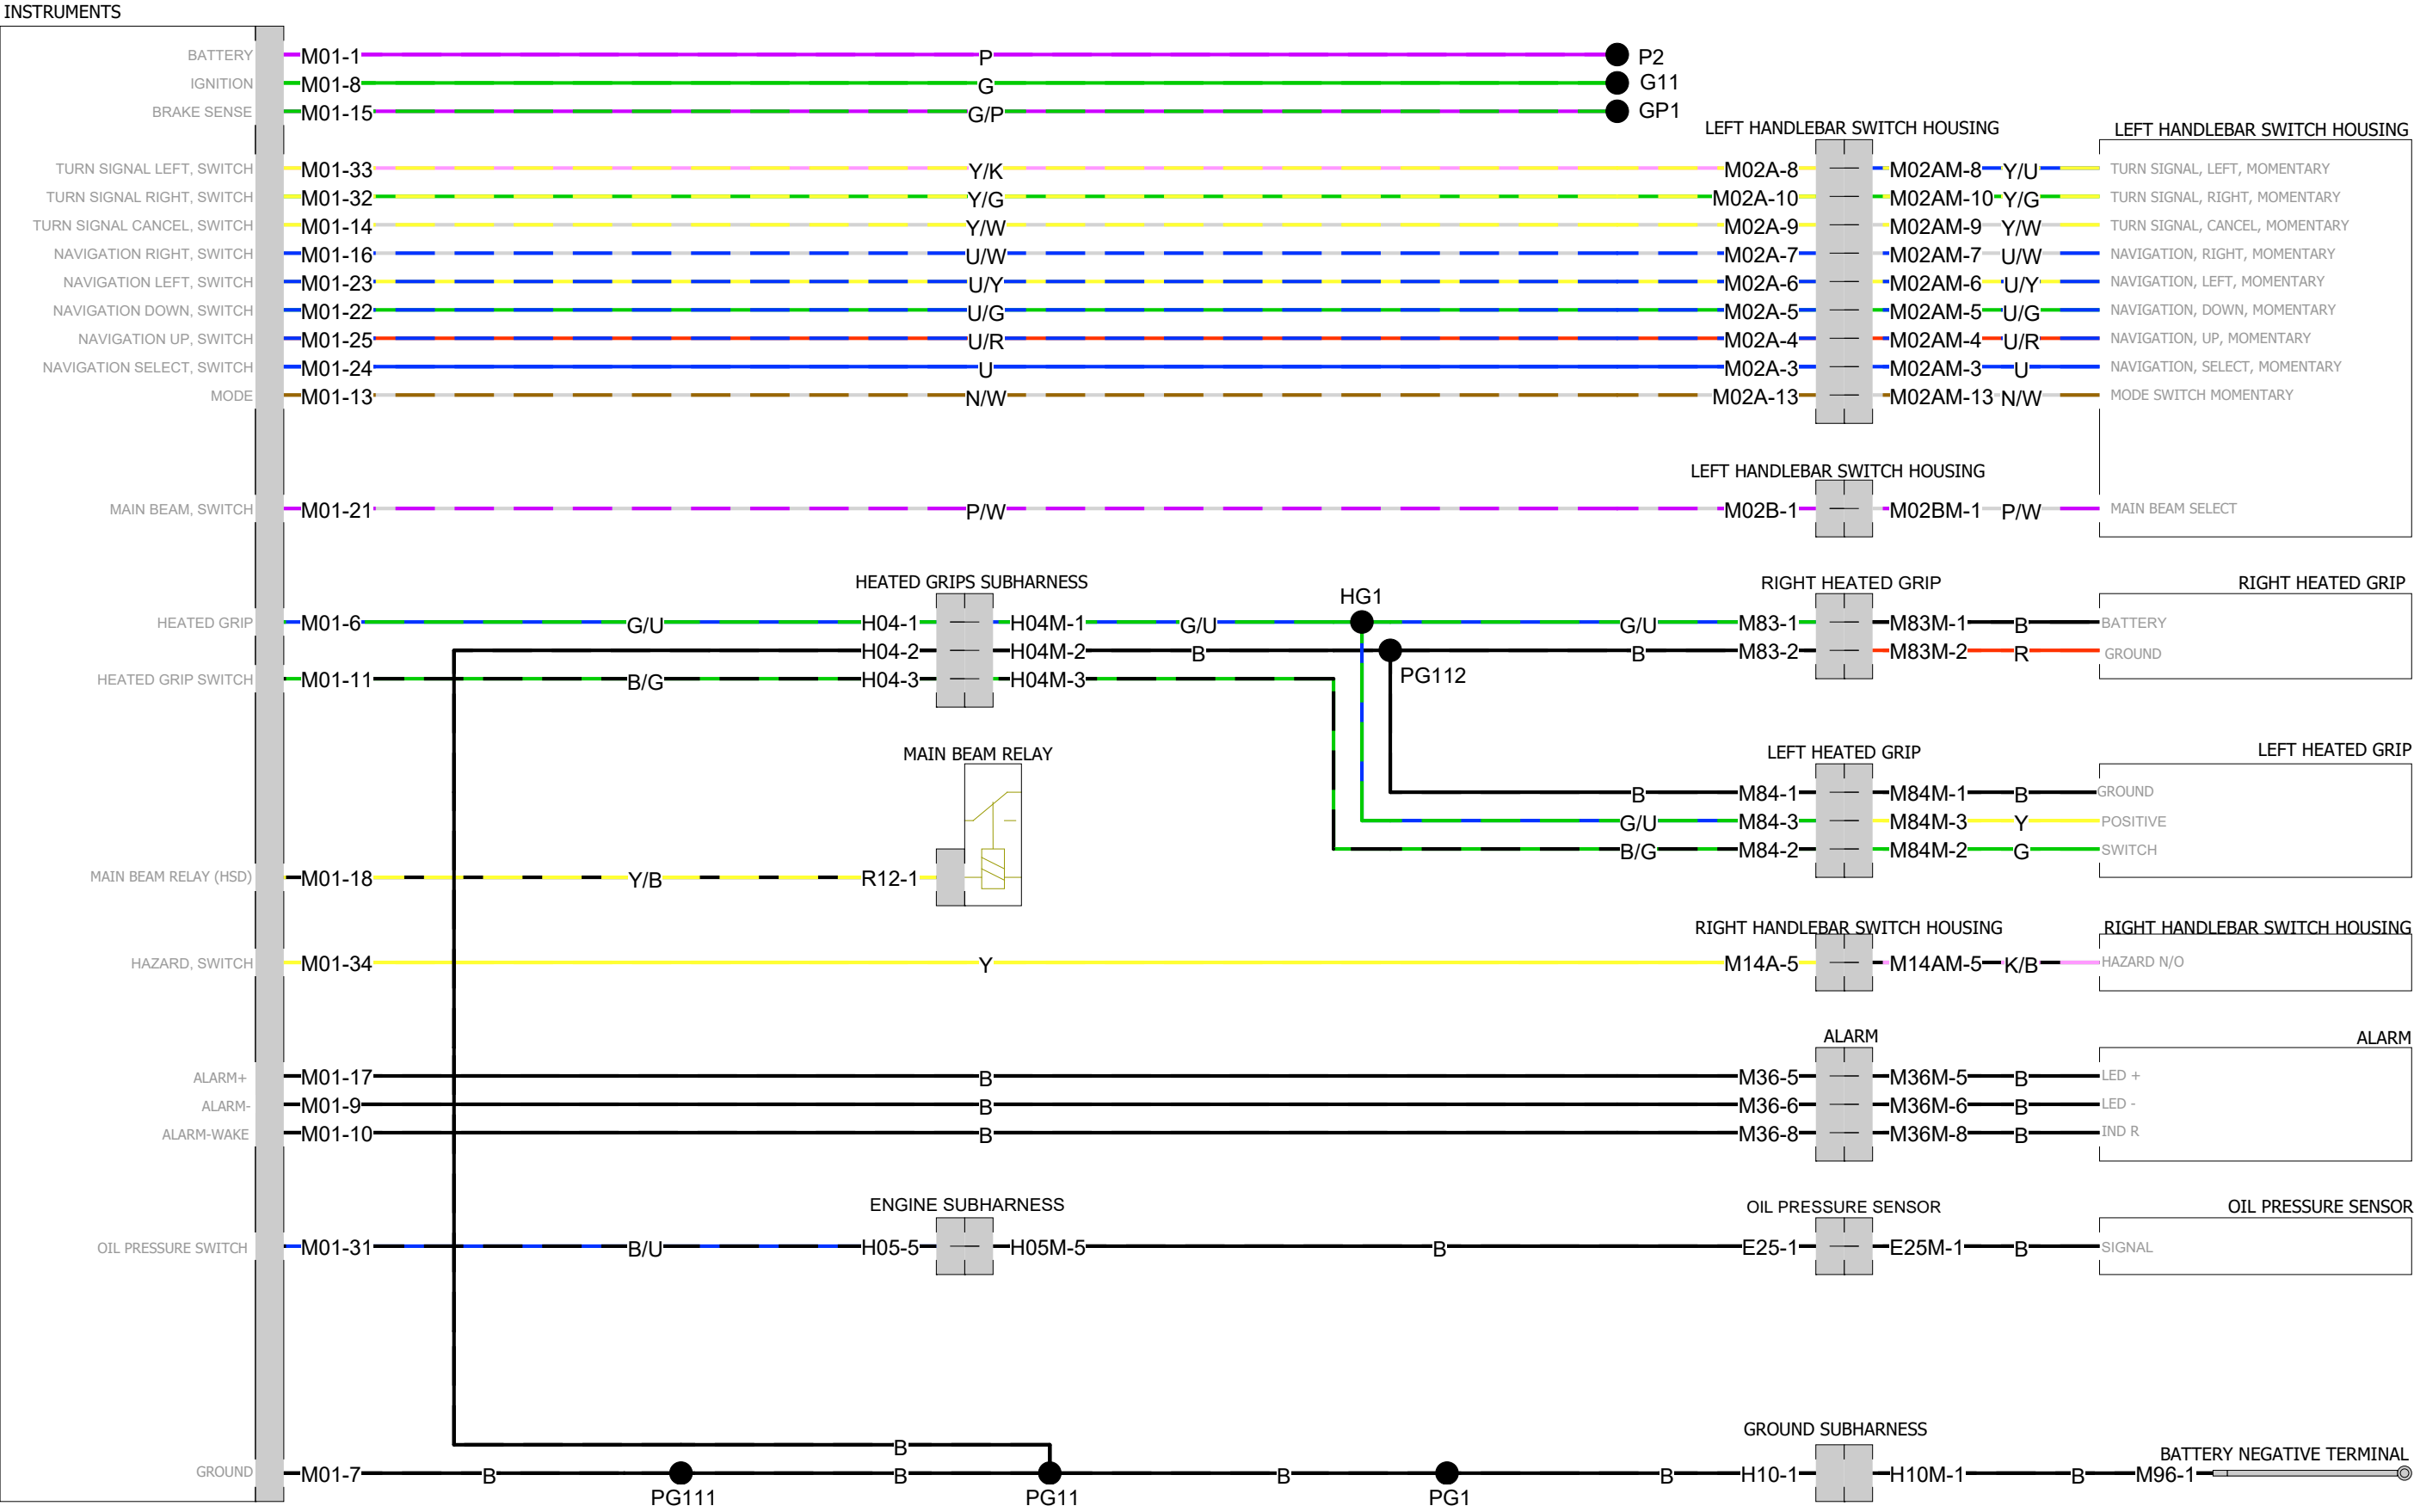 INSTRUMENTS
BATTERY M01-1 P P2
IGNITION M01-8 G G11
BRAKE SENSE M01-15 G/P GP1
LEFT HANDLEBAR SWITCH HOUSING LEFT HANDLEBAR SWITCH HOUSING
TURN SIGNAL LEFT, SWITCH M01-33 Y/K M02A-8 M02AM-8 Y/U TURN SIGNAL, LEFT, MOMENTARY
TURN SIGNAL RIGHT, SWITCH M01-32 Y/G M02A-10 M02AM-10 Y/G TURN SIGNAL, RIGHT, MOMENTARY
TURN SIGNAL CANCEL, SWITCH M01-14 Y/W M02A-9 M02AM-9 Y/W TURN SIGNAL, CANCEL, MOMENTARY
NAVIGATION RIGHT, SWITCH M01-16 U/W M02A-7 M02AM-7 U/W NAVIGATION, RIGHT, MOMENTARY
NAVIGATION LEFT, SWITCH M01-23 U/Y M02A-6 M02AM-6 U/Y NAVIGATION, LEFT, MOMENTARY
NAVIGATION DOWN, SWITCH M01-22 U/G M02A-5 M02AM-5 U/G NAVIGATION, DOWN, MOMENTARY
NAVIGATION UP, SWITCH M01-25 U/R M02A-4 M02AM-4 U/R NAVIGATION, UP, MOMENTARY
NAVIGATION SELECT, SWITCH M01-24 U M02A-3 M02AM-3 U NAVIGATION, SELECT, MOMENTARY
MODE M01-13 N/W M02A-13 M02AM-13 N/W MODE SWITCH MOMENTARY
LEFT HANDLEBAR SWITCH HOUSING
MAIN BEAM, SWITCH M01-21 P/W M02B-1 M02BM-1 P/W MAIN BEAM SELECT
HEATED GRIPS SUBHARNESS HG1 RIGHT HEATED GRIP RIGHT HEATED GRIP
HEATED GRIP M01-6 G/U H04-1 H04M-1 G/U G/U M83-1 M83M-1 B BATTERY
H04-2 H04M-2 B B M83-2 M83M-2 R GROUND
PG112
HEATED GRIP SWITCH M01-11 B/G H04-3 H04M-3
MAIN BEAM RELAY LEFT HEATED GRIP LEFT HEATED GRIP
B M84-1 M84M-1 B GROUND
G/U M84-3 M84M-3 Y POSITIVE
B/G M84-2 M84M-2 G SWITCH
MAIN BEAM RELAY (HSD) M01-18 Y/B R12-1
RIGHT HANDLEBAR SWITCH HOUSING RIGHT HANDLEBAR SWITCH HOUSING
HAZARD, SWITCH M01-34 Y M14A-5 M14AM-5 K/B HAZARD N/O
ALARM ALARM
ALARM+ M01-17 B M36-5 M36M-5 B LED +
ALARM- M01-9 B M36-6 M36M-6 B LED -
ALARM-WAKE M01-10 B M36-8 M36M-8 B IND R
ENGINE SUBHARNESS OIL PRESSURE SENSOR OIL PRESSURE SENSOR
OIL PRESSURE SWITCH M01-31 B/U H05-5 H05M-5 B E25-1 E25M-1 B SIGNAL
GROUND SUBHARNESS
B BATTERY NEGATIVE TERMINAL
GROUND M01-7 B B B B H10-1 H10M-1 B M96-1
PG111 PG11 PG1